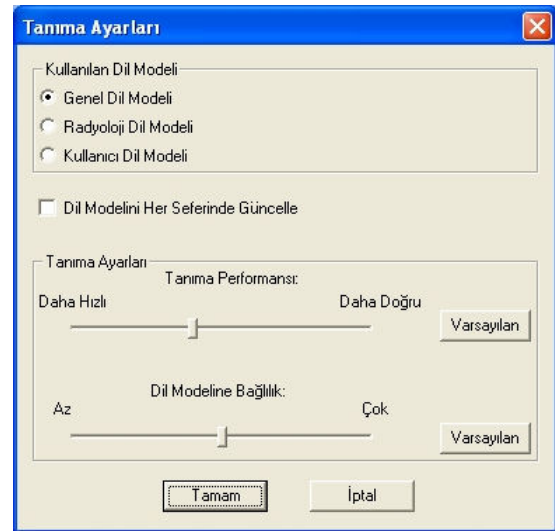 Tanıma Ayarları
Kullanılan Dil Modeli
Genel Dil Modeli
Radyoloji Dil Modeli
Kullanıcı Dil Modeli
Dil Modelini Her Seferinde Güncelle
Tanıma Ayarları
Tanıma Performansı:
Daha Hızlı Daha Doğru
Varsayılan
Dil Modeline Bağlılık:
Az Çok
Varsayılan
Tamam İptal